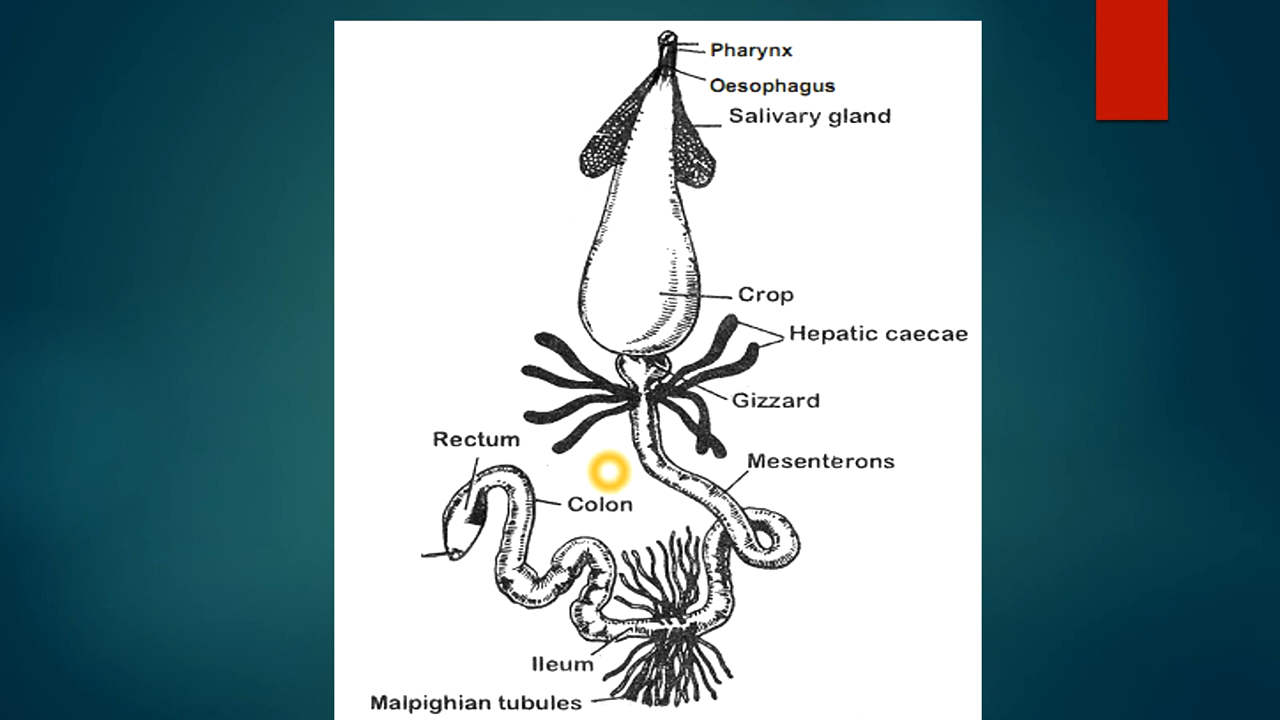 Pharynx
Oesophagus
Salivary gland
Crop
Hepatic caecae
Gizzard
Rectum
Mesenterons
Colon
Ileum
Malpighian tubules